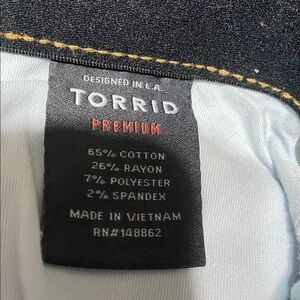 DESIGNED IN L.A.
TORRID
PREMIUM
65% COTTON
26% RAYON
7% POLYESTER
2% SPANDEX
MADE IN VIETNAM
RN#148862